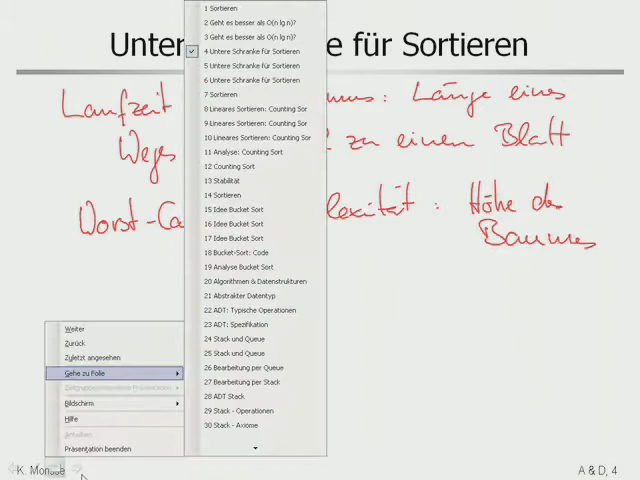 Unter e für Sortieren
Laufzeit mus: Länge eines
Weges zu einen Blatt
Worst-Ca lexität: Höhe des
Baumes
1 Sortieren
2 Geht es besser als O(n lg n)?
3 Geht es besser als O(n lg n)?
4 Untere Schranke für Sortieren
5 Untere Schranke für Sortieren
6 Untere Schranke für Sortieren
7 Sortieren
8 Lineares Sortieren: Counting Sor
9 Lineares Sortieren: Counting Sor
10 Lineares Sortieren: Counting Sor
11 Analyse: Counting Sort
12 Counting Sort
13 Stabilität
14 Sortieren
15 Idee Bucket Sort
16 Idee Bucket Sort
17 Idee Bucket Sort
18 Bucket-Sort: Code
19 Analyse Bucket Sort
20 Algorithmen & Datenstrukturen
21 Abstrakter Datentyp
22 ADT: Typische Operationen
23 ADT: Spezifikation
24 Stack und Queue
25 Stack und Queue
26 Bearbeitung per Queue
27 Bearbeitung per Stack
28 ADT Stack
29 Stack - Operationen
30 Stack - Axiome
Weiter
Zurück
Zuletzt angesehen
Gehe zu Folie
Zielgruppenorientierte Präsentation
Bildschirm
Hilfe
Anhalten
Präsentation beenden
K. Mor
A & D, 4